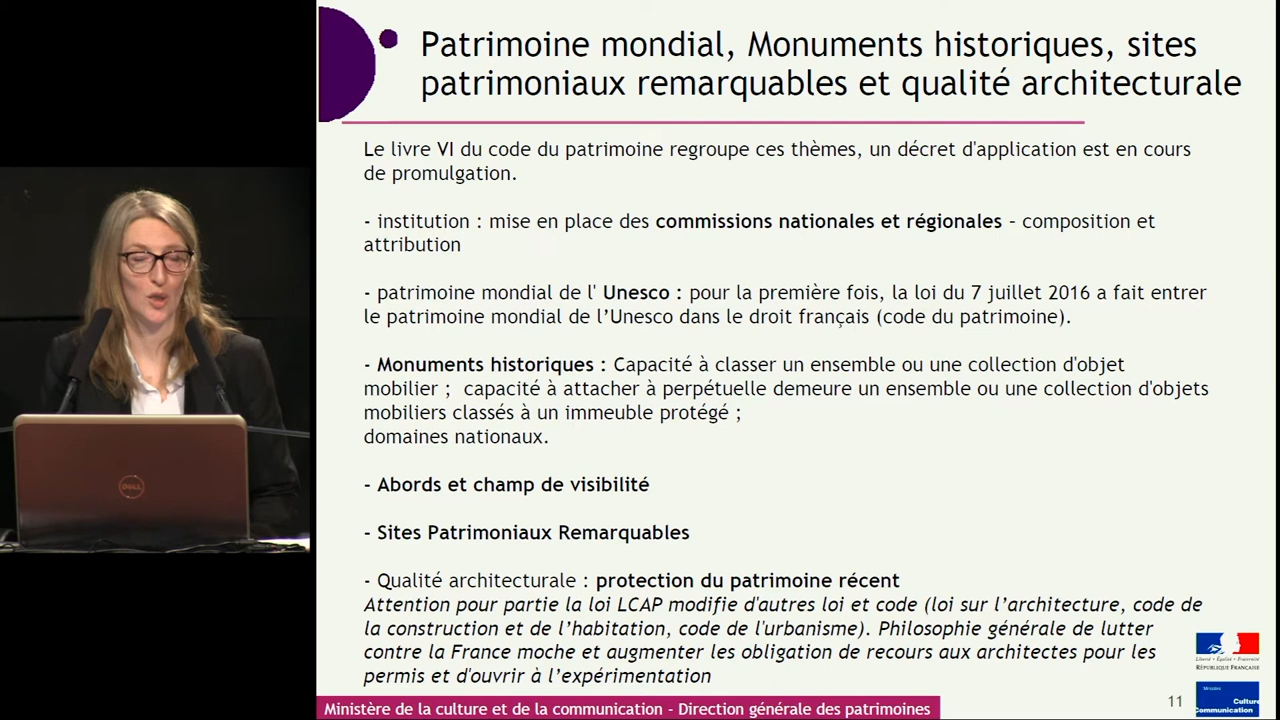 Patrimoine mondial, Monuments historiques, sites
patrimoniaux remarquables et qualité architecturale
Le livre VI du code du patrimoine regroupe ces thèmes, un décret d'application est en cours
de promulgation.
- institution : mise en place des commissions nationales et régionales – composition et
attribution
- patrimoine mondial de l' Unesco : pour la première fois, la loi du 7 juillet 2016 a fait entrer
le patrimoine mondial de l’Unesco dans le droit français (code du patrimoine).
- Monuments historiques : Capacité à classer un ensemble ou une collection d'objet
mobilier ; capacité à attacher à perpétuelle demeure un ensemble ou une collection d'objets
mobiliers classés à un immeuble protégé ;
domaines nationaux.
- Abords et champ de visibilité
- Sites Patrimoniaux Remarquables
- Qualité architecturale : protection du patrimoine récent
Attention pour partie la loi LCAP modifie d'autres loi et code (loi sur l’architecture, code de
la construction et de l’habitation, code de l'urbanisme). Philosophie générale de lutter
contre la France moche et augmenter les obligation de recours aux architectes pour les
permis et d'ouvrir à l’expérimentation
Liberté • Égalité • Fraternité
RÉPUBLIQUE FRANÇAISE
Ministère
Culture
Communication
11
Ministère de la culture et de la communication - Direction générale des patrimoines
DELL